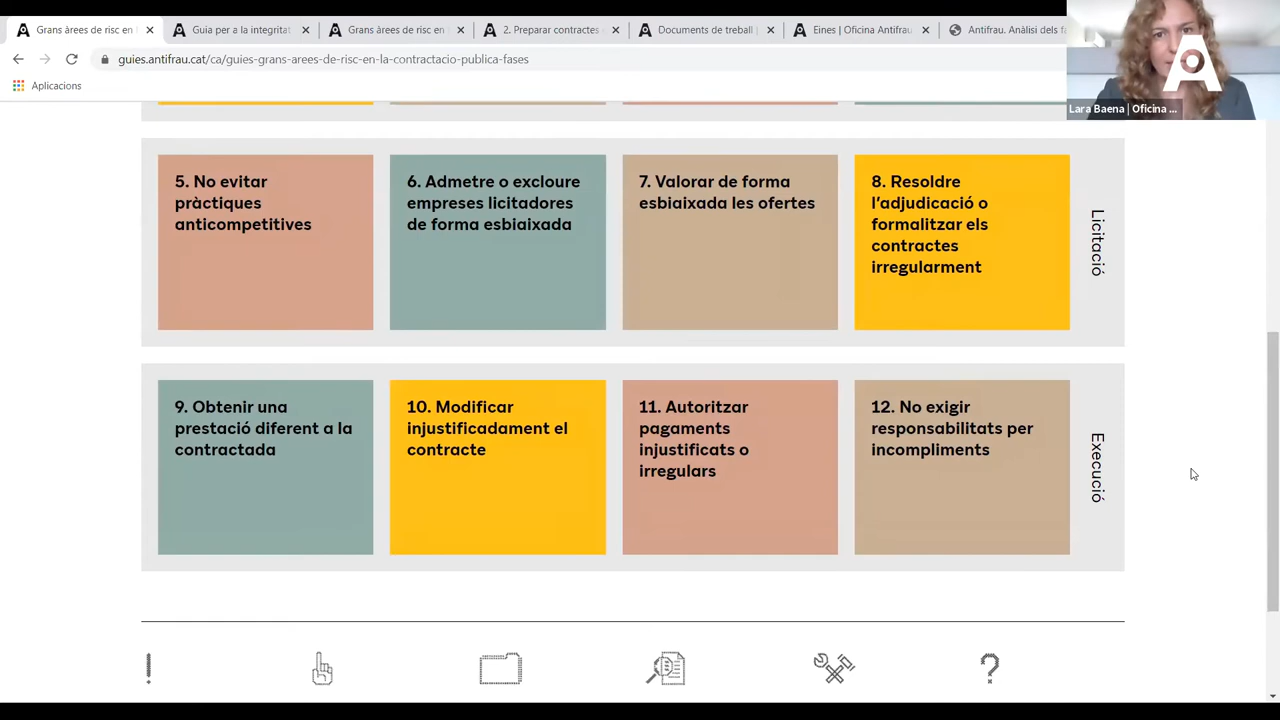 Grans àrees de risc en
Guia per a la integritat
Grans àrees de risc en
2. Preparar contractes
Documents de treball |
Eines | Oficina Antifrau
Antifrau. Anàlisi dels
guies.antifrau.cat/ca/guies-grans-arees-de-risc-en-la-contractacio-publica-fases
Aplicacions
Lara Baena | Oficina ...
5. No evitar
pràctiques
anticompetitives
6. Admetre o excloure
empreses licitadores
de forma esbiaixada
7. Valorar de forma
esbiaixada les ofertes
8. Resoldre
l'adjudicació o
formalitzar els
contractes
irregularment
Licitació
9. Obtenir una
prestació diferent a la
contractada
10. Modificar
injustificadament el
contracte
11. Autoritzar
pagaments
injustificats o
irregulars
12. No exigir
responsabilitats per
incompliments
Execució